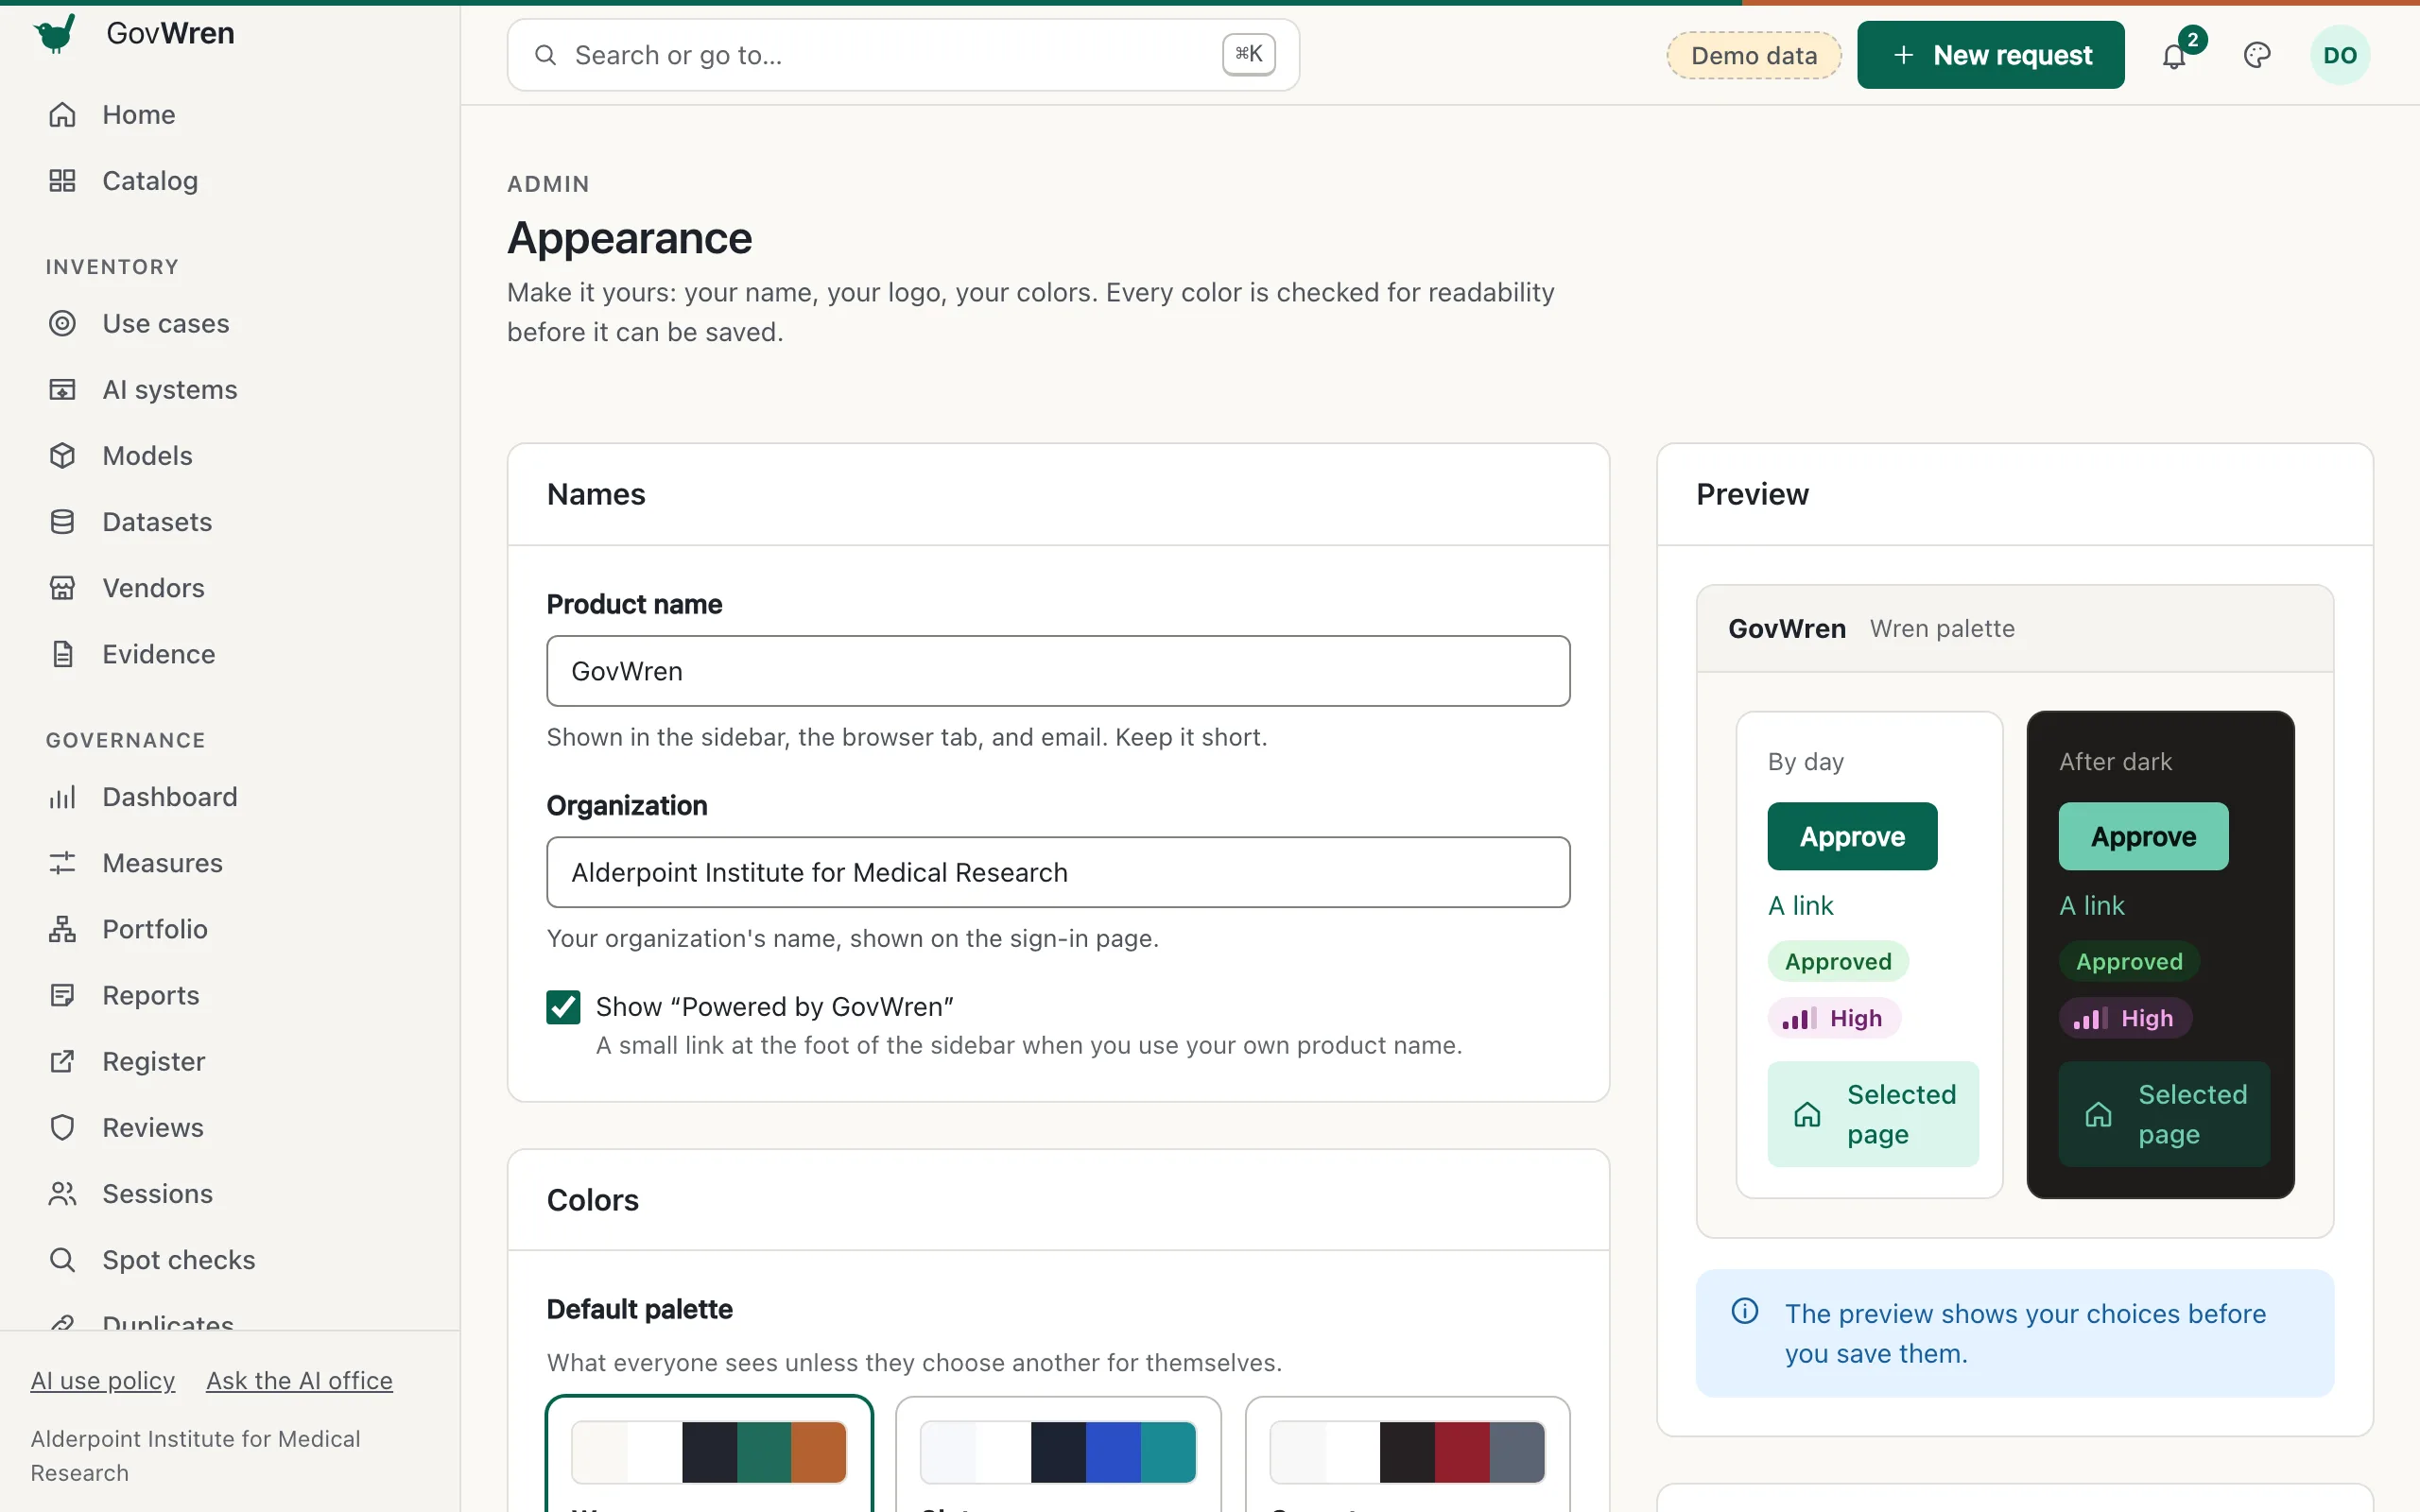 GovWren
Search or go to...
⌘K
Demo data
+ New request
2
DO
Home
Catalog
INVENTORY
Use cases
AI systems
Models
Datasets
Vendors
Evidence
GOVERNANCE
Dashboard
Measures
Portfolio
Reports
Register
Reviews
Sessions
Spot checks
Duplicates
AI use policy
Ask the AI office
Alderpoint Institute for Medical
Research
ADMIN
Appearance
Make it yours: your name, your logo, your colors. Every color is checked for readability
before it can be saved.
Names
Product name
GovWren
Shown in the sidebar, the browser tab, and email. Keep it short.
Organization
Alderpoint Institute for Medical Research
Your organization's name, shown on the sign-in page.
Show “Powered by GovWren”
A small link at the foot of the sidebar when you use your own product name.
Colors
Default palette
What everyone sees unless they choose another for themselves.
Preview
GovWren Wren palette
By day
Approve
A link
Approved
High
Selected
page
After dark
Approve
A link
Approved
High
Selected
page
The preview shows your choices before
you save them.